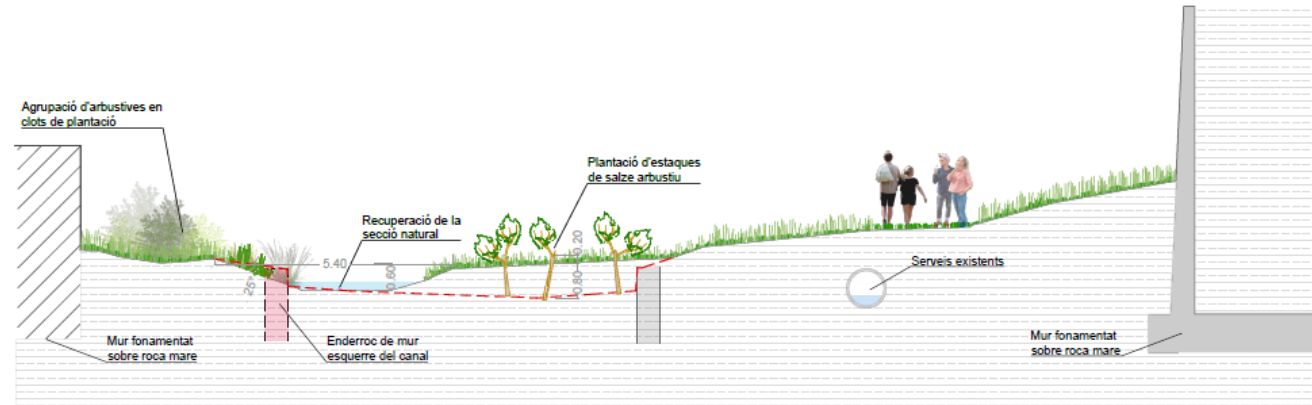 Agrupació d'arbustives en
clots de plantació
Plantació d'estaques
de salze arbustiu
Recuperació de la
secció natural
5.40
0.60
25°
0.20
0.80
Serveis existents
Mur fonamentat
sobre roca mare
Enderroc de mur
esquerre del canal
Mur fonamentat
sobre roca mare